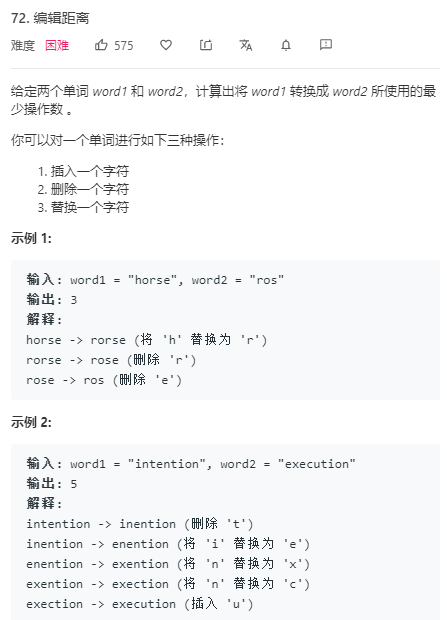 72. 编辑距离
难度 困难 575
给定两个单词 word1 和 word2，计算出将 word1 转换成 word2 所使用的最
少操作数 。
你可以对一个单词进行如下三种操作：
1. 插入一个字符
2. 删除一个字符
3. 替换一个字符
示例 1:
输入: word1 = "horse", word2 = "ros"
输出: 3
解释:
horse -> rorse (将 'h' 替换为 'r')
rorse -> rose (删除 'r')
rose -> ros (删除 'e')
示例 2:
输入: word1 = "intention", word2 = "execution"
输出: 5
解释:
intention -> inention (删除 't')
inention -> enention (将 'i' 替换为 'e')
enention -> exention (将 'n' 替换为 'x')
exention -> exection (将 'n' 替换为 'c')
exection -> execution (插入 'u')